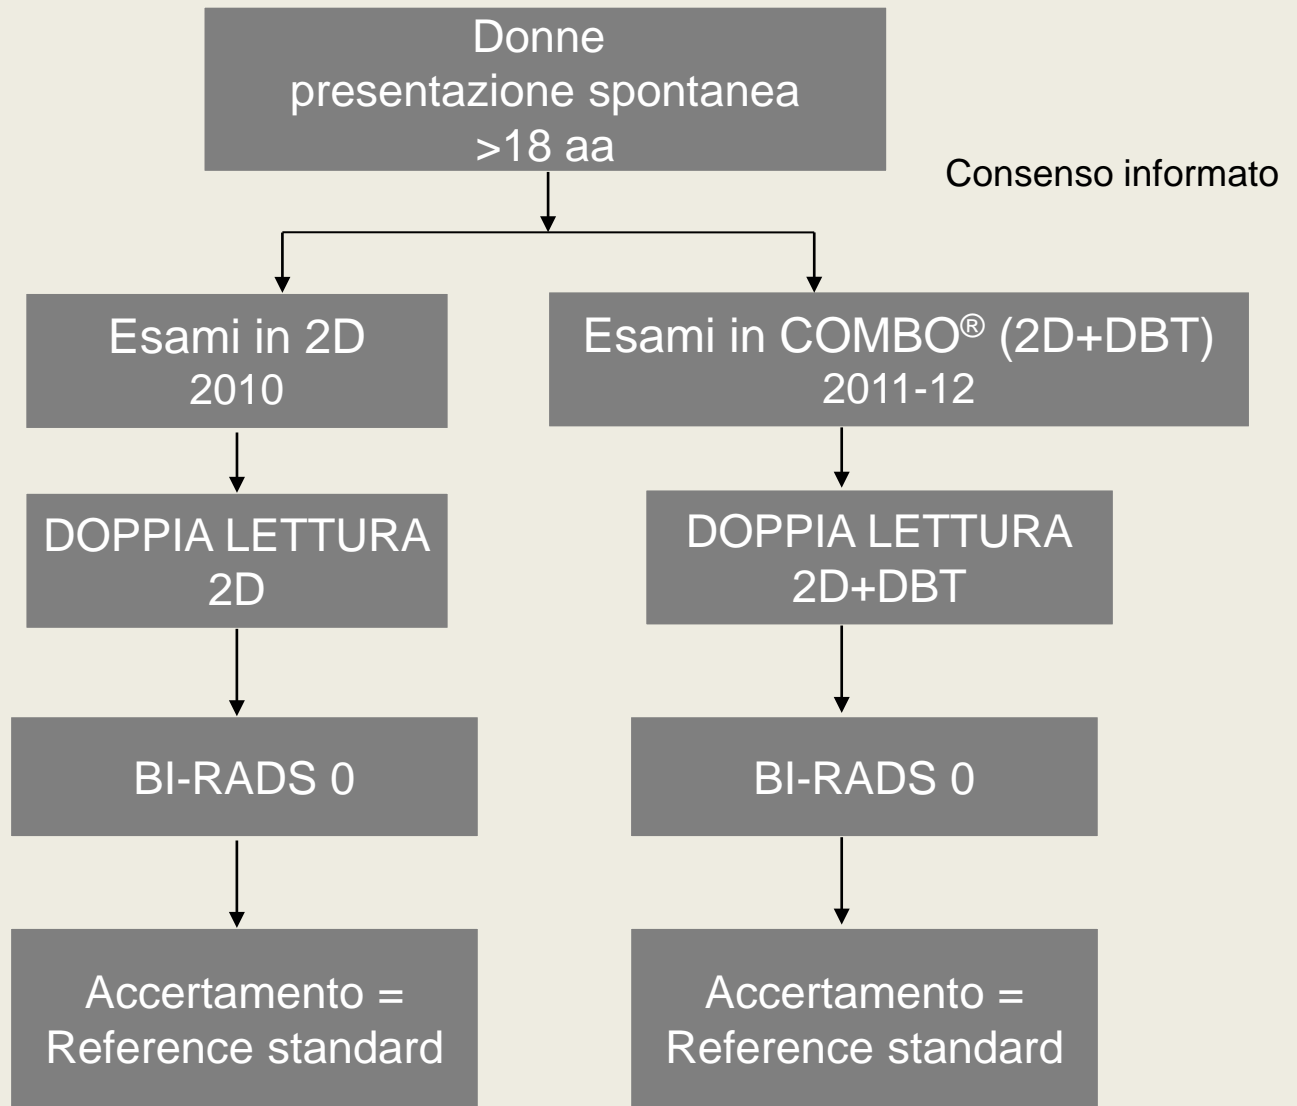 Donne
presentazione spontanea
>18 aa
Consenso informato
Esami in 2D
2010
Esami in COMBO® (2D+DBT)
2011-12
DOPPIA LETTURA
2D
DOPPIA LETTURA
2D+DBT
BI-RADS 0
BI-RADS 0
Accertamento =
Reference standard
Accertamento =
Reference standard